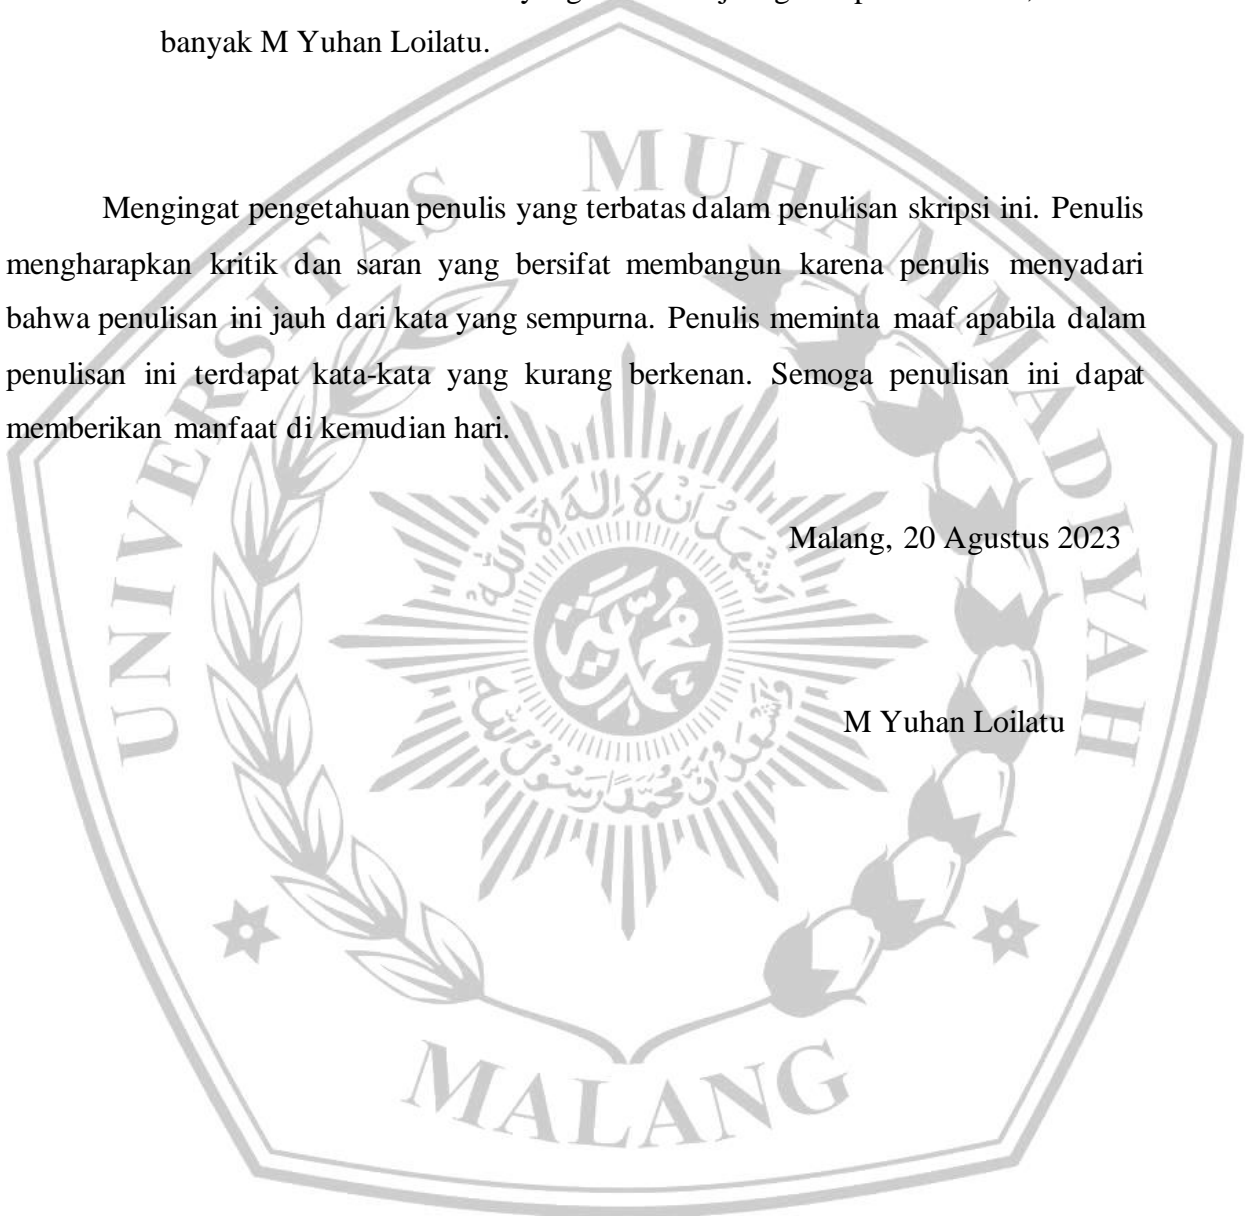 banyak M Yuhan Loilatu.
Mengingat pengetahuan penulis yang terbatas dalam penulisan skripsi ini. Penulis
mengharapkan kritik dan saran yang bersifat membangun karena penulis menyadari
bahwa penulisan ini jauh dari kata yang sempurna. Penulis meminta maaf apabila dalam
penulisan ini terdapat kata-kata yang kurang berkenan. Semoga penulisan ini dapat
memberikan manfaat di kemudian hari.
Malang, 20 Agustus 2023
M Yuhan Loilatu
UNIVERSITAS MUHAMMADIYAH
MALANG